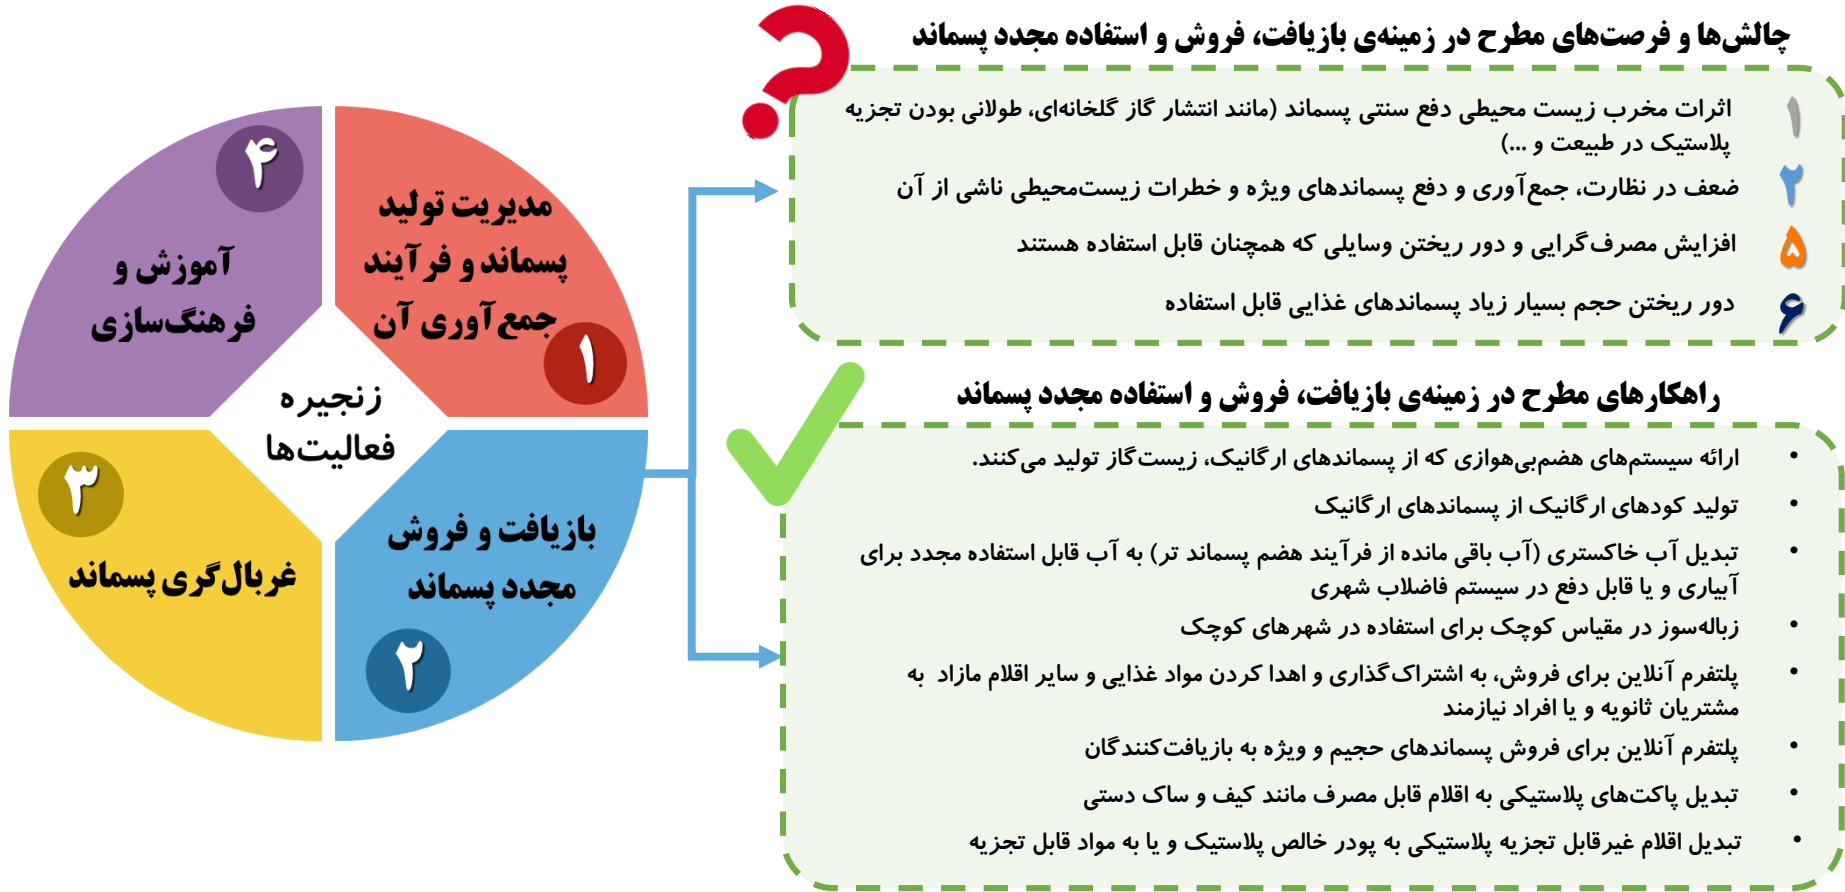 چالش‌ها و فرصت‌های مطرح در زمینه‌ی بازیافت، فروش و استفاده مجدد پسماند
۱ اثرات مخرب زیست محیطی دفع سنتی پسماند (مانند انتشار گاز گلخانه‌ای، طولانی بودن تجزیه
پلاستیک در طبیعت و ...)
۲ ضعف در نظارت، جمع‌آوری و دفع پسماندهای ویژه و خطرات زیست‌محیطی ناشی از آن
۵ افزایش مصرف‌گرایی و دور ریختن وسایلی که همچنان قابل استفاده هستند
۶ دور ریختن حجم بسیار زیاد پسماندهای غذایی قابل استفاده
راهکارهای مطرح در زمینه‌ی بازیافت، فروش و استفاده مجدد پسماند
• ارائه سیستم‌های هضم‌بی‌هوازی که از پسماندهای ارگانیک، زیست‌گاز تولید می‌کنند.
• تولید کودهای ارگانیک از پسماندهای ارگانیک
• تبدیل آب خاکستری (آب باقی مانده از فرآیند هضم پسماند تر) به آب قابل استفاده مجدد برای
آبیاری و یا قابل دفع در سیستم فاضلاب شهری
• زباله‌سوز در مقیاس کوچک برای استفاده در شهرهای کوچک
• پلتفرم آنلاین برای فروش، به اشتراک‌گذاری و اهدا کردن مواد غذایی و سایر اقلام مازاد به
مشتریان ثانویه و یا افراد نیازمند
• پلتفرم آنلاین برای فروش پسماندهای حجیم و ویژه به بازیافت‌کنندگان
• تبدیل پاکت‌های پلاستیکی به اقلام قابل مصرف مانند کیف و ساک دستی
• تبدیل اقلام غیرقابل تجزیه پلاستیکی به پودر خالص پلاستیک و یا به مواد قابل تجزیه
زنجیره
فعالیت‌ها
مدیریت تولید
پسماند و فرآیند
جمع‌آوری آن
۱
بازیافت و فروش
مجدد پسماند
۲
۳
غربال‌گری پسماند
۴
آموزش و
فرهنگ‌سازی